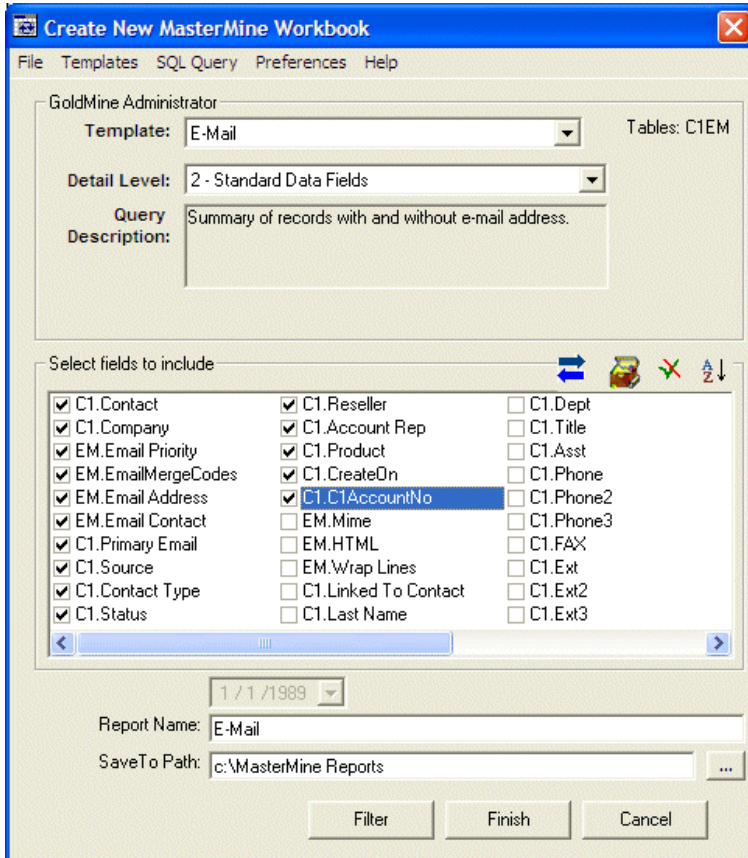 Create New MasterMine Workbook
File Templates SQL Query Preferences Help
GoldMine Administrator
Template: E-Mail Tables: C1EM
Detail Level: 2 - Standard Data Fields
Query Description: Summary of records with and without e-mail address.
Select fields to include
C1.Contact C1.Reseller C1.Dept
C1.Company C1.Account Rep C1.Title
EM.Email Priority C1.Product C1.Asst
EM.EmailMergeCodes C1.CreateOn C1.Phone
EM.Email Address C1.C1AccountNo C1.Phone2
EM.Email Contact EM.Mime C1.Phone3
C1.Primary Email EM.HTML C1.FAX
C1.Source EM.Wrap Lines C1.Ext
C1.Contact Type C1.Linked To Contact C1.Ext2
C1.Status C1.Last Name C1.Ext3
1 / 1 /1989
Report Name: E-Mail
SaveTo Path: c:\MasterMine Reports ...
Filter Finish Cancel